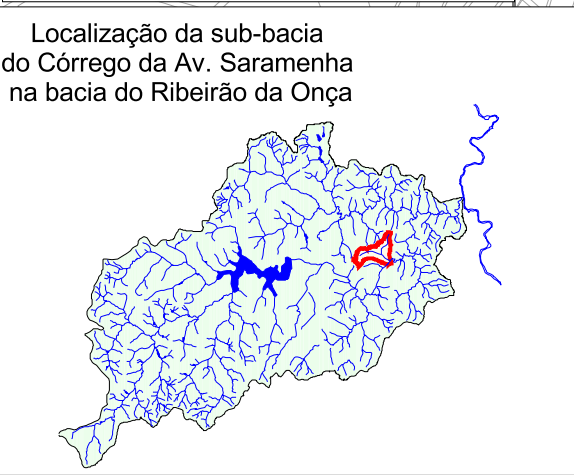 Localização da sub-bacia
do Córrego da Av. Saramenha
na bacia do Ribeirão da Onça